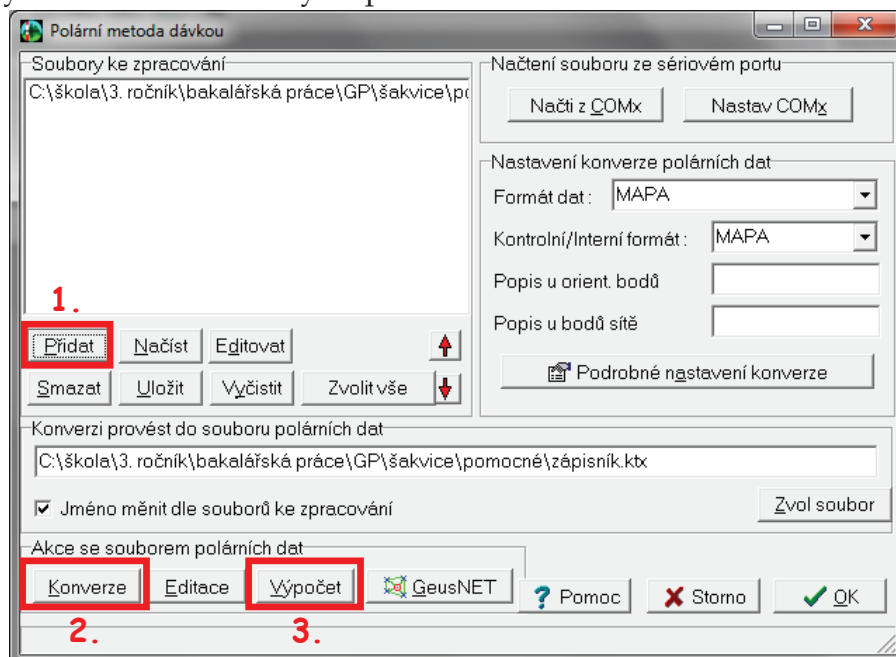 Polární metoda dávkou
Soubory ke zpracování
C:\škola\3. ročník\bakalářská práce\GP\šakvice\po
1.
Přidat Načíst Editovat
Smazat Uložit Vyčistit Zvolit vše
Načtení souboru ze sériovém portu
Načti z COMx Nastav COMx
Nastavení konverze polárních dat
Formát dat : MAPA
Kontrolní/Interní formát : MAPA
Popis u orient. bodů
Popis u bodů sítě
Podrobné nastavení konverze
Konverzi provést do souboru polárních dat
C:\škola\3. ročník\bakalářská práce\GP\šakvice\pomocné\zápisník.ktx
Jméno měnit dle souborů ke zpracování
Zvol soubor
Akce se souborem polárních dat
Konverze Editace Výpočet GeusNET
? Pomoc Storno OK
2. 3.